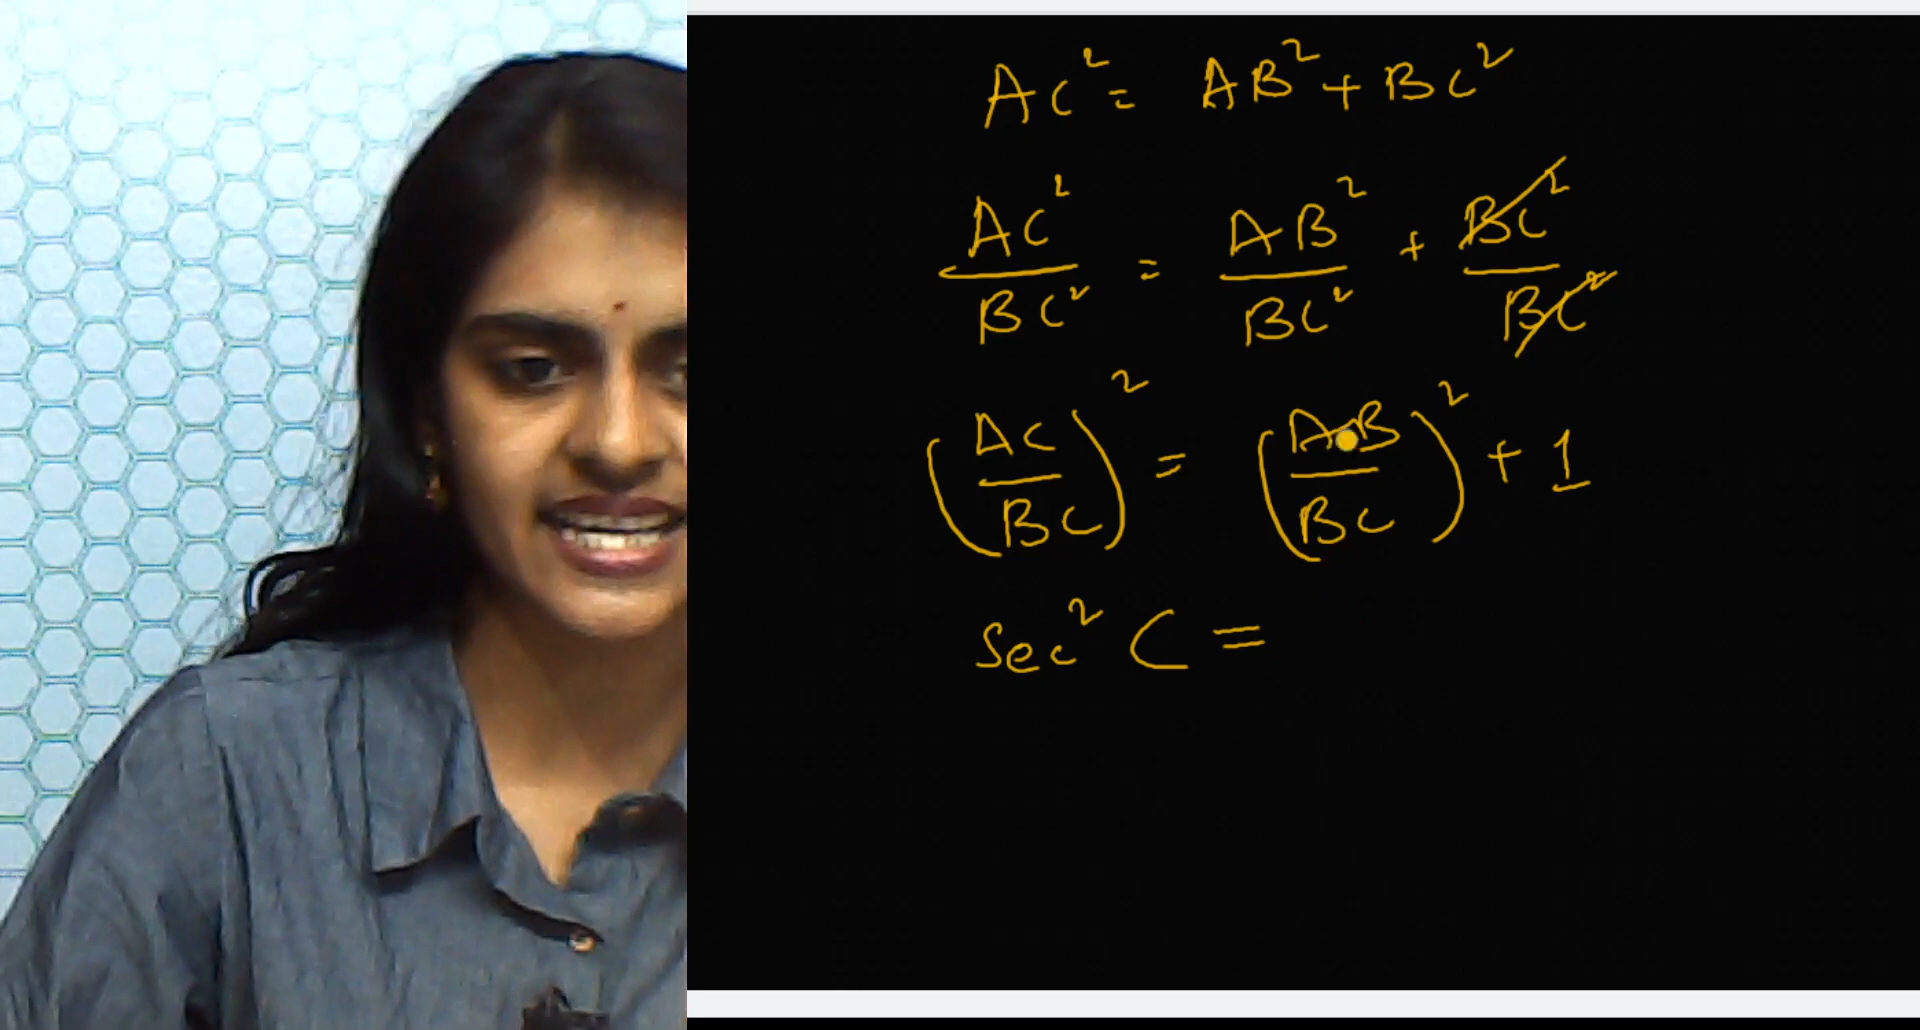 AC² = AB² + BC²
AC²/BC² = AB²/BC² + BC²/BC²
(AC/BC)² = (AB/BC)² + 1
Sec² C =